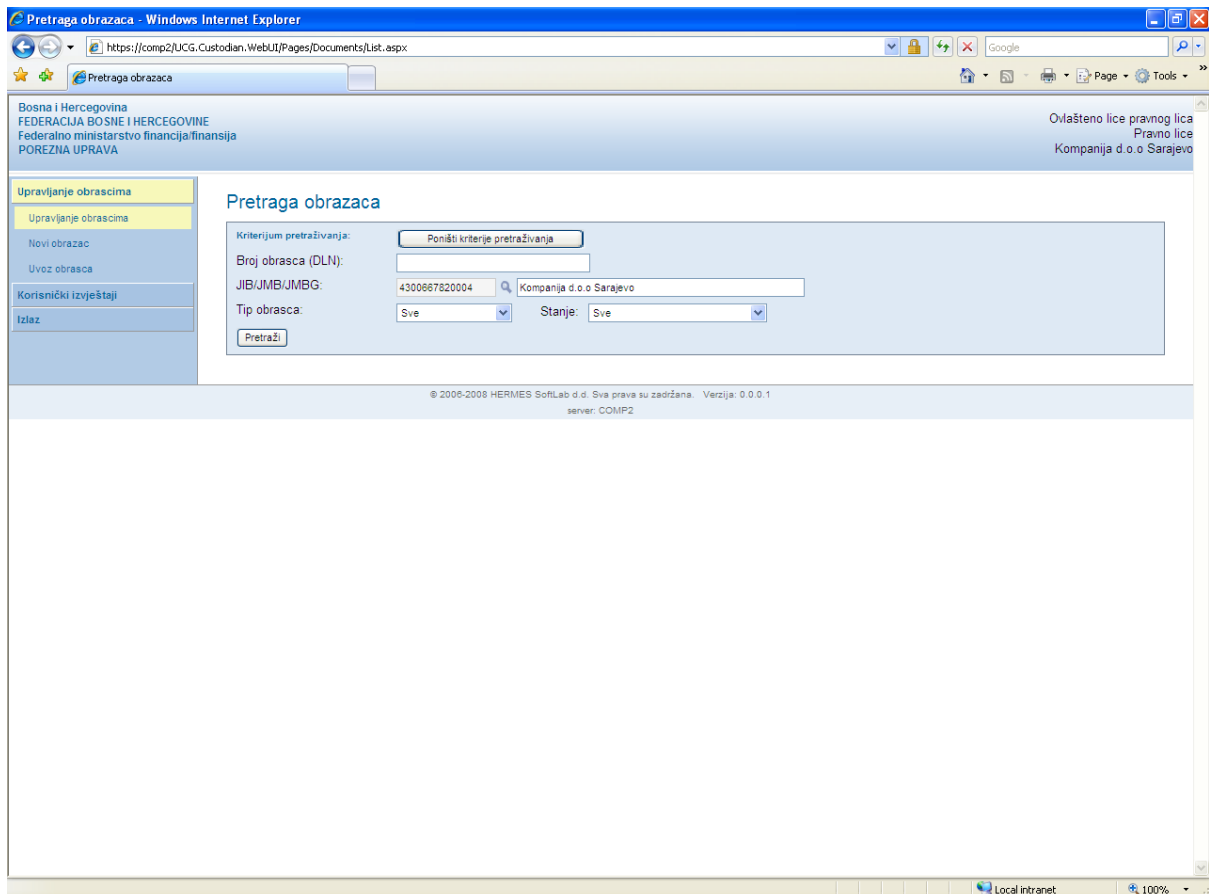 Pretraga obrazaca - Windows Internet Explorer
https://comp2/UCG.Custodian.WebUI/Pages/Documents/List.aspx
Google
Pretraga obrazaca
Page
Tools
Bosna i Hercegovina
FEDERACIJA BOSNE I HERCEGOVINE
Federalno ministarstvo financija/finansija
POREZNA UPRAVA
Ovlašteno lice pravnog lica
Pravno lice
Kompanija d.o.o Sarajevo
Upravljanje obrascima
Upravljanje obrascima
Novi obrazac
Uvoz obrasca
Korisnički izvještaji
Izlaz
Pretraga obrazaca
Kriterijum pretraživanja: Poništi kriterije pretraživanja
Broj obrasca (DLN):
JIB/JMB/JMBG: 4300667820004 Kompanija d.o.o Sarajevo
Tip obrasca: Sve Stanje: Sve
Pretraži
© 2006-2008 HERMES SoftLab d.d. Sva prava su zadržana. Verzija: 0.0.0.1
server: COMP2
Local intranet 100%